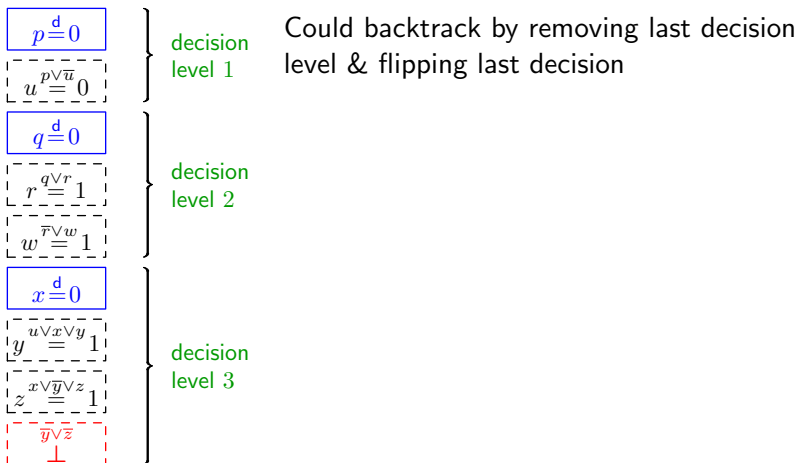 Could backtrack by removing last decision
level & flipping last decision
p d= 0
u p∨u̅= 0
decision
level 1
q d= 0
r q∨r= 1
w r̅∨w= 1
decision
level 2
x d= 0
y u∨x∨y= 1
z x∨y̅∨z= 1
y̅∨z̅
⊥
decision
level 3